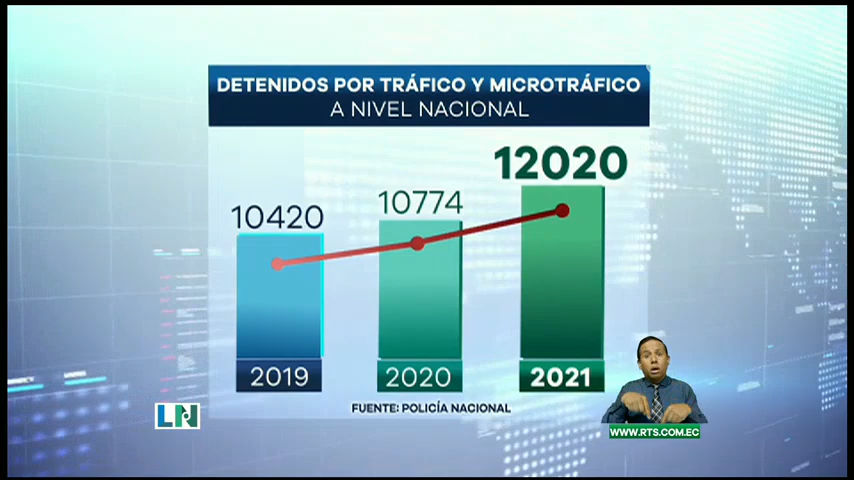 DETENIDOS POR TRÁFICO Y MICROTRÁFICO
A NIVEL NACIONAL
10420
10774
12020
2019
2020
2021
FUENTE: POLICÍA NACIONAL
LN
WWW.RTS.COM.EC